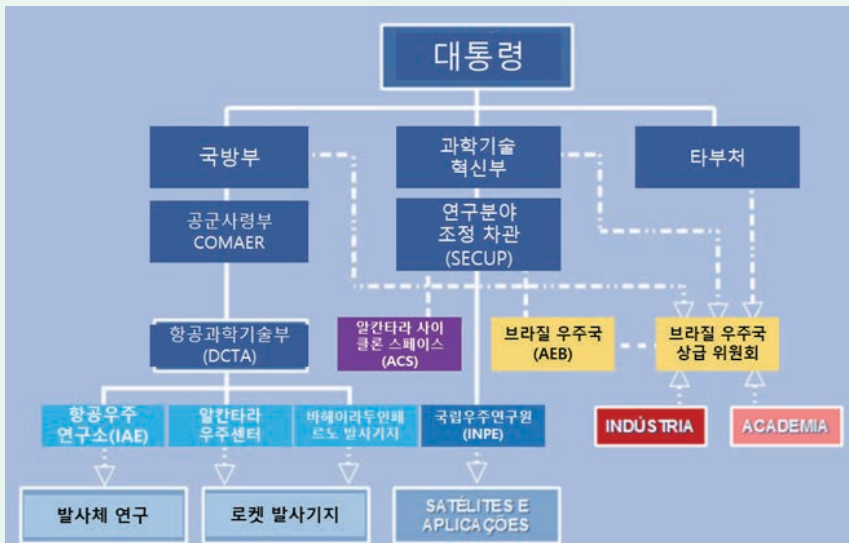 대통령
국방부
과학기술
혁신부
타부처
공군사령부
COMAER
연구분야
조정 차관
(SECUP)
항공과학기술부
(DCTA)
알칸타라 사이
클론 스페이스
(ACS)
브라질 우주국
(AEB)
브라질 우주국
상급 위원회
항공우주
연구소(IAE)
알칸타라
우주센터
바헤이라두인페
르노 발사기지
국립우주연구원
(INPE)
INDÚSTRIA
ACADEMIA
발사체 연구
로켓 발사기지
SATÉLITES E
APLICAÇÕES